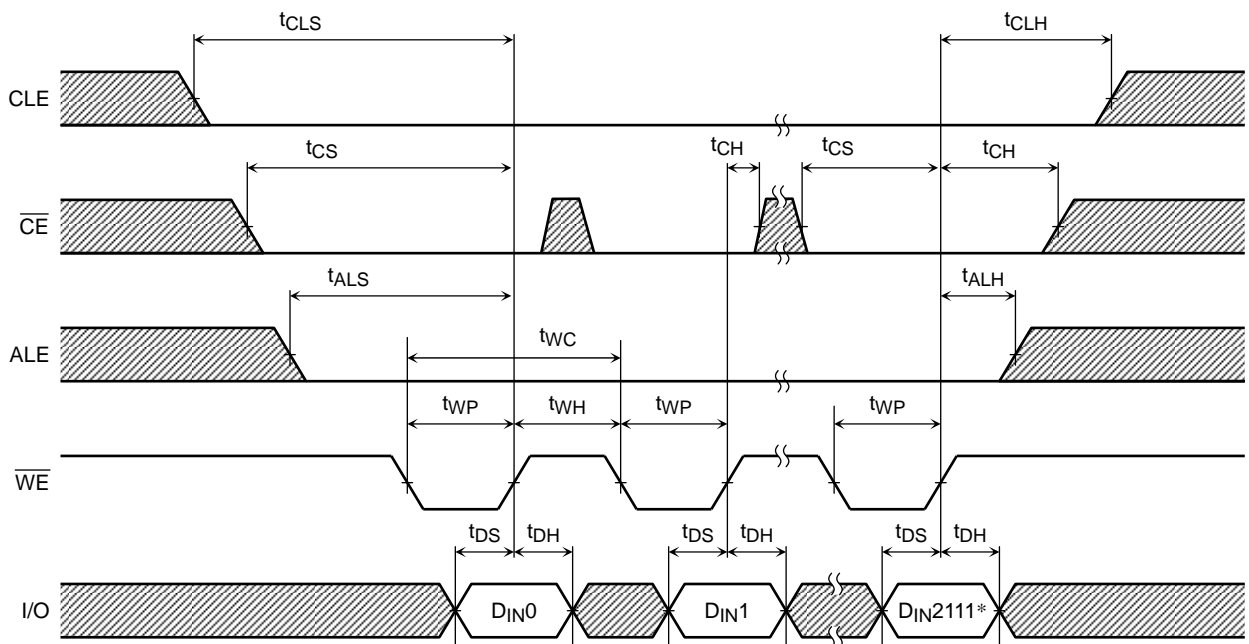 tCLS tCLH
CLE
tCS tCH tCS tCH
CE
tALS tALH
tWC
ALE
tWP tWH tWP tWP
WE
tDS tDH tDS tDH tDS tDH
I/O DIN0 DIN1 DIN2111*